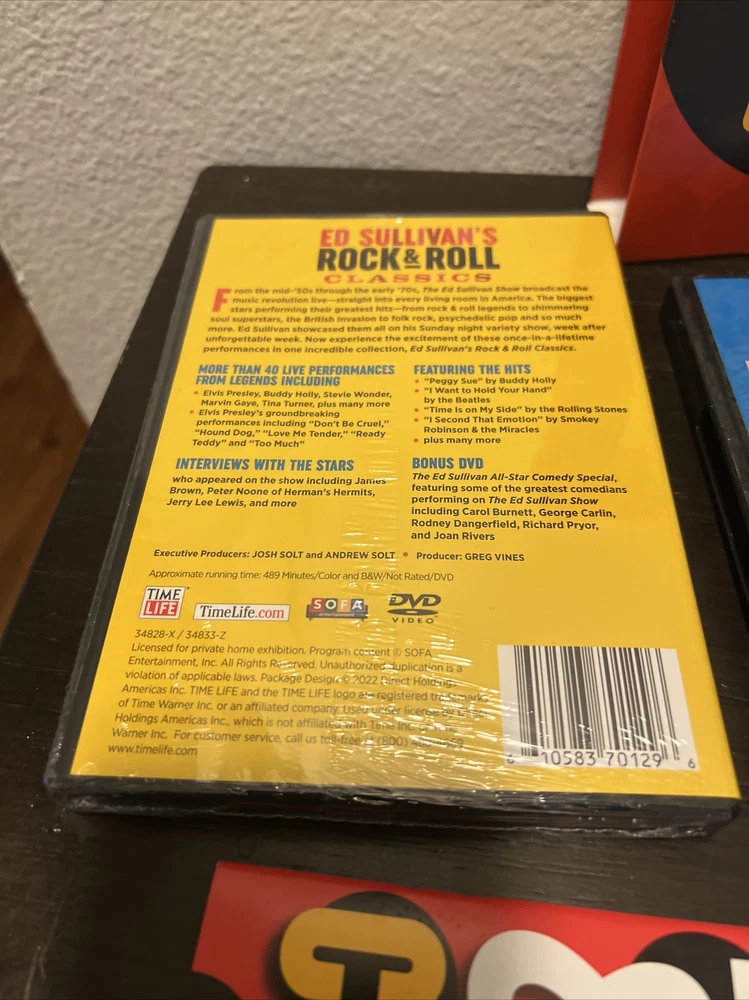 ED SULLIVAN'S
ROCK & ROLL
CLASSICS
From the mid-'50s through the early '70s, The Ed Sullivan Show broadcast the
music revolution live—straight into every living room in America. The biggest
stars performing their greatest hits—from rock & roll legends to shimmering
soul superstars, the British Invasion to folk rock, psychedelic pop and so much
more. Ed Sullivan showcased them all on his Sunday night variety show, week after
unforgettable week. Now experience the excitement of these once-in-a-lifetime
performances in one incredible collection, Ed Sullivan's Rock & Roll Classics.
MORE THAN 40 LIVE PERFORMANCES
FROM LEGENDS INCLUDING
• Elvis Presley, Buddy Holly, Stevie Wonder,
Marvin Gaye, Tina Turner, plus many more
• Elvis Presley's groundbreaking
performances including "Don't Be Cruel,"
"Hound Dog," "Love Me Tender," "Ready
Teddy" and "Too Much"
INTERVIEWS WITH THE STARS
who appeared on the show including James
Brown, Peter Noone of Herman's Hermits,
Jerry Lee Lewis, and more
FEATURING THE HITS
• "Peggy Sue" by Buddy Holly
• "I Want to Hold Your Hand"
by the Beatles
• "Time Is on My Side" by the Rolling Stones
• "I Second That Emotion" by Smokey
Robinson & the Miracles
• plus many more
BONUS DVD
The Ed Sullivan All-Star Comedy Special,
featuring some of the greatest comedians
performing on The Ed Sullivan Show
including Carol Burnett, George Carlin,
Rodney Dangerfield, Richard Pryor,
and Joan Rivers
Executive Producers: JOSH SOLT and ANDREW SOLT • Producer: GREG VINES
Approximate running time: 489 Minutes/Color and B&W/Not Rated/DVD
TIME
LIFE
TimeLife.com
SOFA
entertainment
DVD
VIDEO
34828-X / 34833-Z
Licensed for private home exhibition. Program content © SOFA
Entertainment, Inc. All Rights Reserved. Unauthorized duplication is a
violation of applicable laws. Package Design © 2022 Direct Holdings
Americas Inc. TIME LIFE and the TIME LIFE logo are registered trademarks
of Time Warner Inc. or an affiliated company. Used under license by Direct
Holdings Americas Inc., which is not affiliated with Time Inc. or Time
Warner Inc. For customer service, call us toll-free at (800)
www.timelife.com
6 10583 70129 6